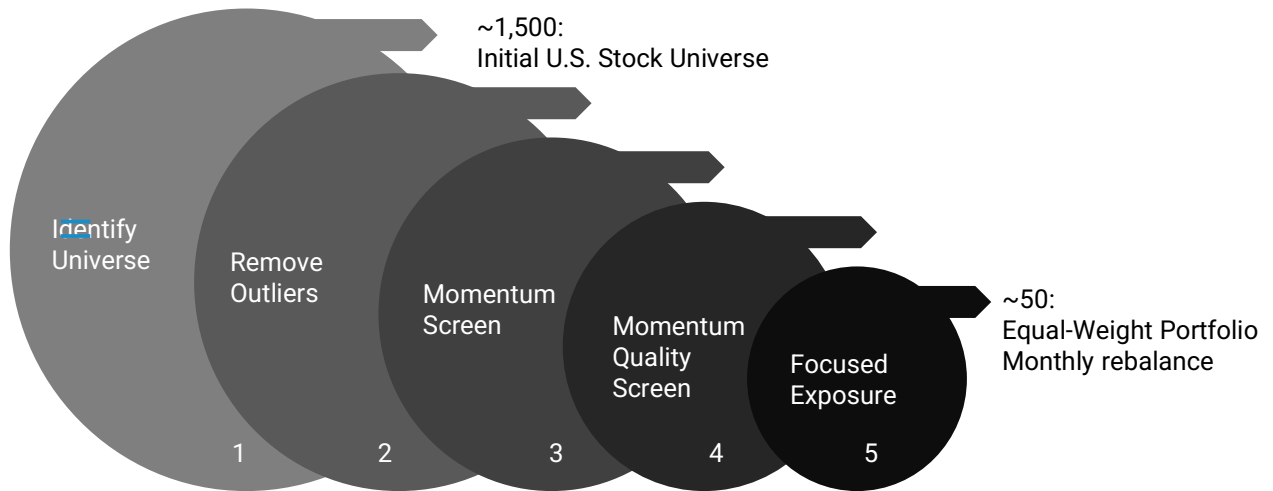 ~1,500:
Initial U.S. Stock Universe
Identify
Universe
Remove
Outliers
Momentum
Screen
Momentum
Quality
Screen
Focused
Exposure
~50:
Equal-Weight Portfolio
Monthly rebalance
1
2
3
4
5